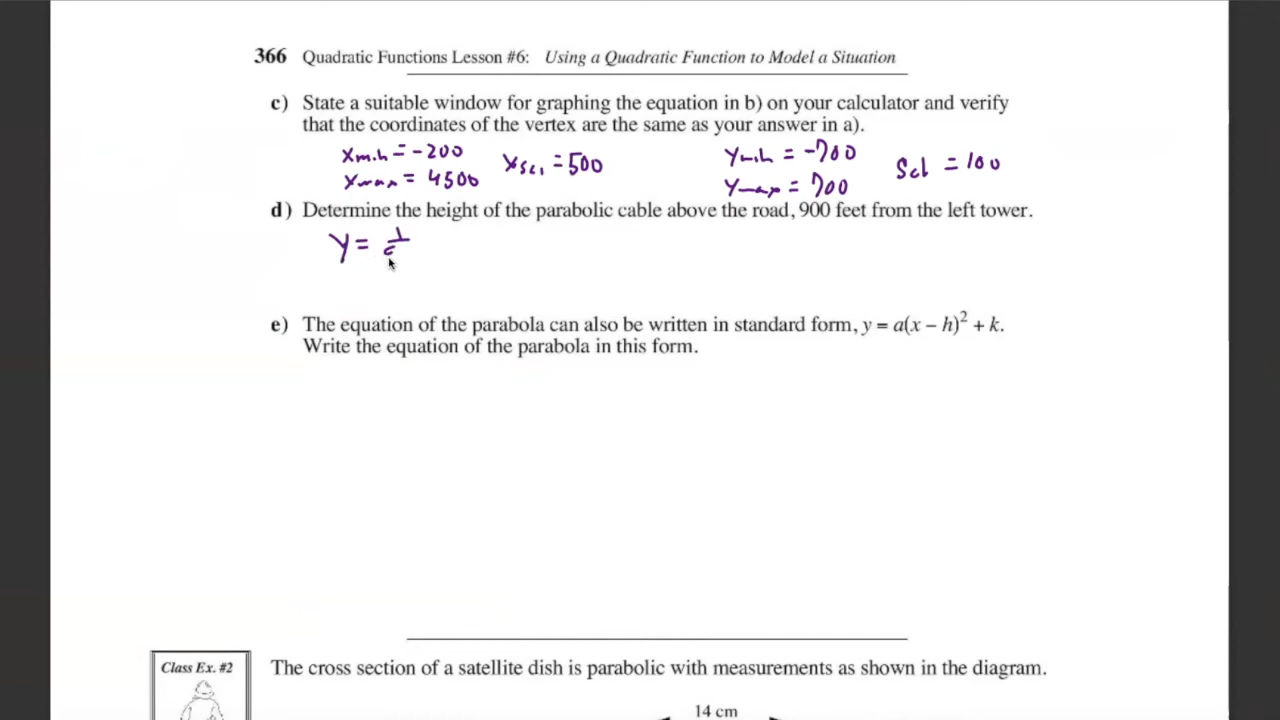 366 Quadratic Functions Lesson #6: Using a Quadratic Function to Model a Situation
c) State a suitable window for graphing the equation in b) on your calculator and verify
that the coordinates of the vertex are the same as your answer in a).
Xmin = -200
Xmax = 4500
Xscl = 500
Ymin = -700
Ymax = 700
Scl = 100
d) Determine the height of the parabolic cable above the road, 900 feet from the left tower.
y = 1
e) The equation of the parabola can also be written in standard form, y = a(x – h)² + k.
Write the equation of the parabola in this form.
Class Ex. #2
The cross section of a satellite dish is parabolic with measurements as shown in the diagram.
14 cm